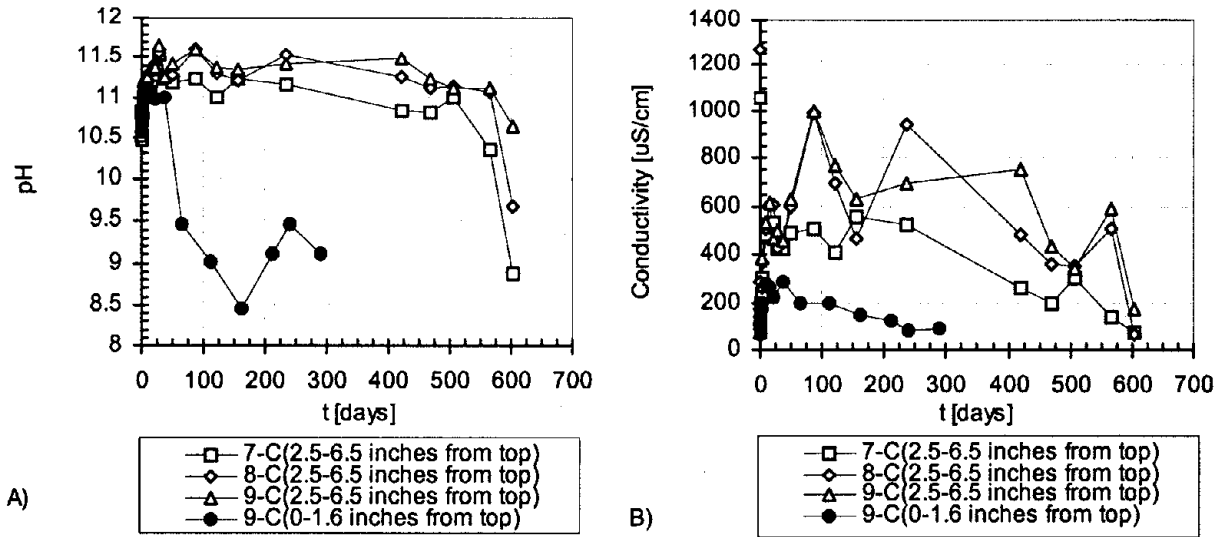 12
11.5
11
10.5
10
9.5
9
8.5
8
pH
0 100 200 300 400 500 600 700
t [days]
7-C(2.5-6.5 inches from top)
8-C(2.5-6.5 inches from top)
9-C(2.5-6.5 inches from top)
9-C(0-1.6 inches from top)
A)
1400
1200
1000
800
600
400
200
0
Conductivity [uS/cm]
0 100 200 300 400 500 600 700
t [days]
7-C(2.5-6.5 inches from top)
8-C(2.5-6.5 inches from top)
9-C(2.5-6.5 inches from top)
9-C(0-1.6 inches from top)
B)